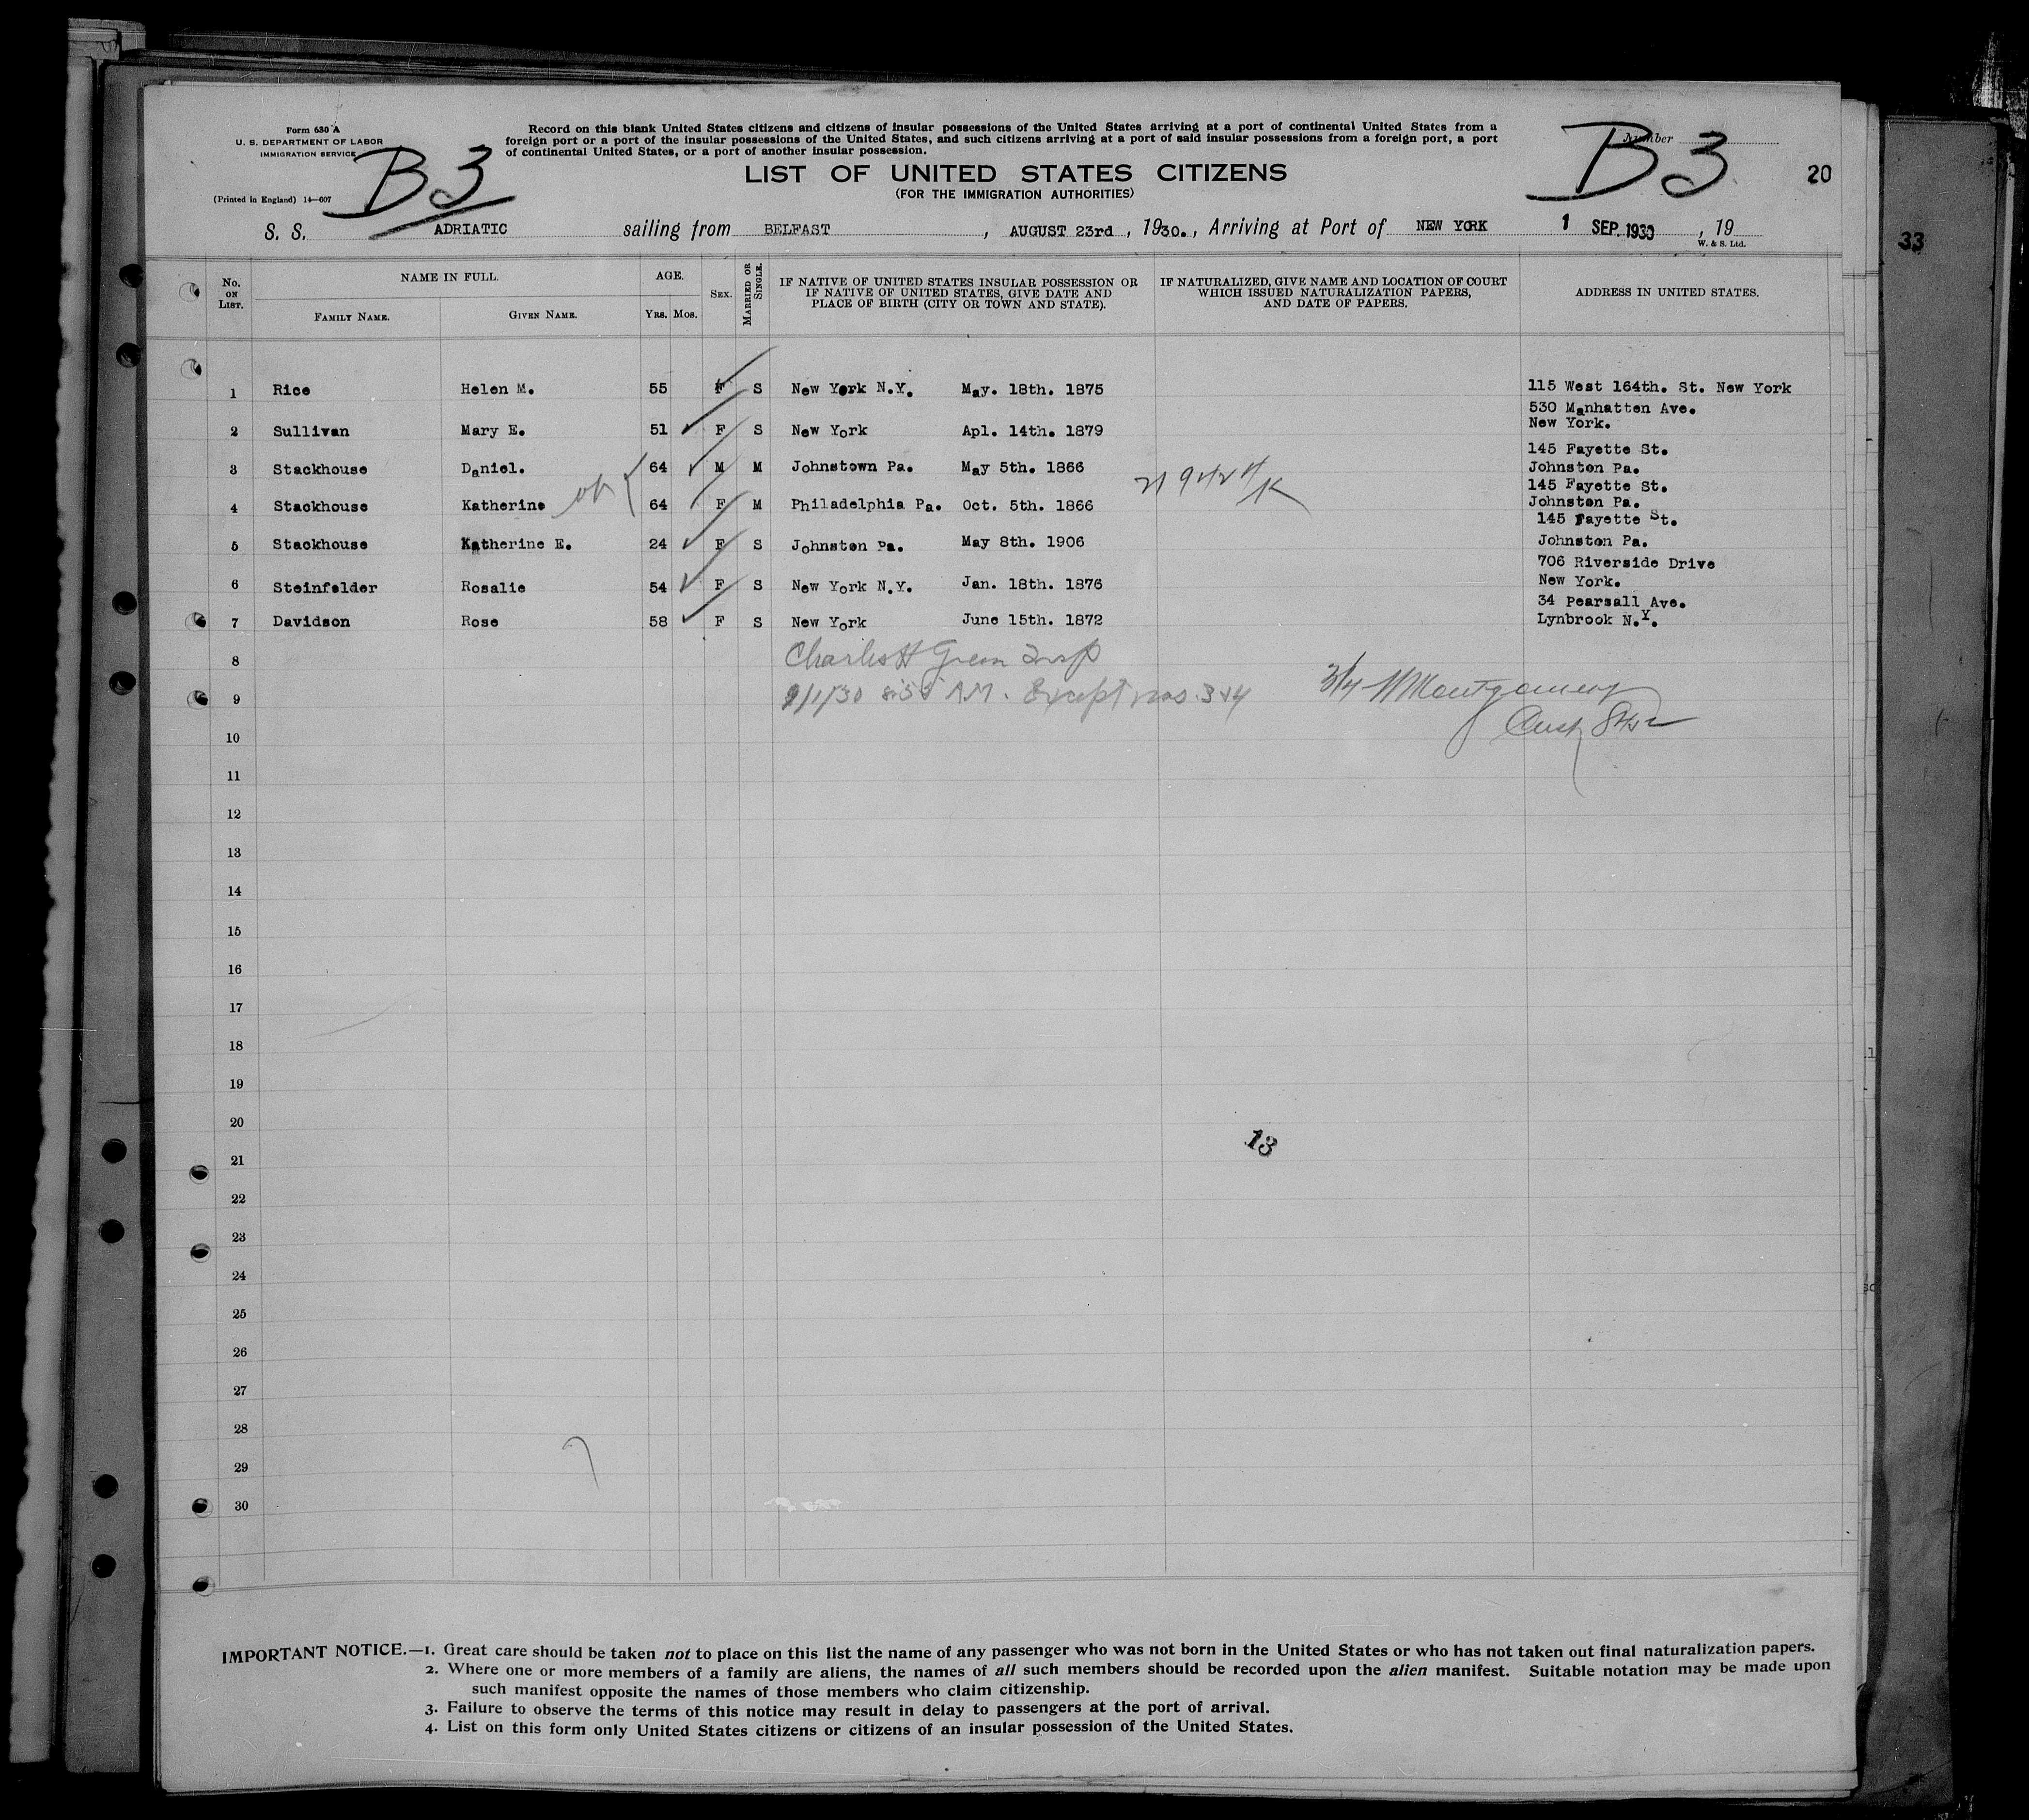 Form 630 A
U. S. DEPARTMENT OF LABOR
IMMIGRATION SERVICE
(Printed in England) 14—607
B3
Record on this blank United States citizens and citizens of insular possessions of the United States arriving at a port of continental United States from a
foreign port or a port of the insular possessions of the United States, and such citizens arriving at a port of said insular possessions from a foreign port, a port
of continental United States, or a port of another insular possession.
LIST OF UNITED STATES CITIZENS
(FOR THE IMMIGRATION AUTHORITIES)
Number
B3
20
33
S. S. ADRIATIC sailing from BELFAST, AUGUST 23rd, 1930., Arriving at Port of NEW YORK 1 SEP. 1930, 19
W. & S. Ltd.
No. ON LIST.
NAME IN FULL.
FAMILY NAME.
GIVEN NAME.
AGE.
YRS. MOS.
SEX.
MARRIED OR SINGLE.
IF NATIVE OF UNITED STATES INSULAR POSSESSION OR
IF NATIVE OF UNITED STATES, GIVE DATE AND
PLACE OF BIRTH (CITY OR TOWN AND STATE).
IF NATURALIZED, GIVE NAME AND LOCATION OF COURT
WHICH ISSUED NATURALIZATION PAPERS,
AND DATE OF PAPERS.
ADDRESS IN UNITED STATES.
1 Rice Helen M. 55 F S New York N.Y. May. 18th. 1875 115 West 164th. St. New York
2 Sullivan Mary E. 51 F S New York Apl. 14th. 1879 530 Manhatten Ave.
New York.
3 Stackhouse Daniel. 64 M M Johnstown Pa. May 5th. 1866 145 Fayette St.
Johnston Pa.
4 Stackhouse Katherine 64 F M Philadelphia Pa. Oct. 5th. 1866 145 Fayette St.
Johnston Pa.
5 Stackhouse Katherine E. 24 F S Johnston Pa. May 8th. 1906 145 Fayette St.
Johnston Pa.
6 Steinfelder Rosalie 54 F S New York N.Y. Jan. 18th. 1876 706 Riverside Drive
New York.
7 Davidson Rose 58 F S New York June 15th. 1872 34 Pearsall Ave.
Lynbrook N.Y.
8 Charles H Green Insp
9 9/1/30 8:55 A.M. Except nos. 3 & 4 3/4 Montgomery
10
11
12
13
14
15
16
17
18
19
20
13
21
22
23
24
25
26
27
28
29
30
IMPORTANT NOTICE.—1. Great care should be taken not to place on this list the name of any passenger who was not born in the United States or who has not taken out final naturalization papers.
2. Where one or more members of a family are aliens, the names of all such members should be recorded upon the alien manifest. Suitable notation may be made upon
such manifest opposite the names of those members who claim citizenship.
3. Failure to observe the terms of this notice may result in delay to passengers at the port of arrival.
4. List on this form only United States citizens or citizens of an insular possession of the United States.